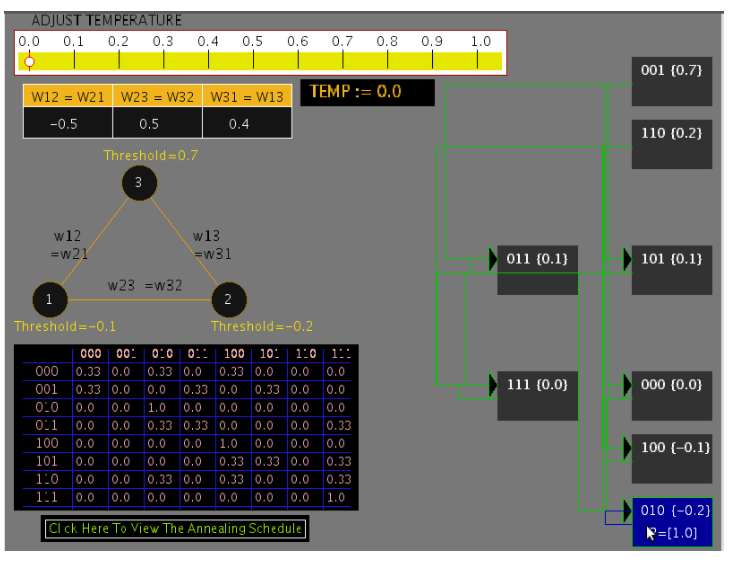 ADJUST TEMPERATURE
0.0 0.1 0.2 0.3 0.4 0.5 0.6 0.7 0.8 0.9 1.0
TEMP := 0.0
W12 = W21 W23 = W32 W31 = W13
-0.5 0.5 0.4
Threshold=0.7
3
w12
=w21
w13
=w31
w23 =w32
1
2
Threshold=-0.1
Threshold=-0.2
000 001 010 011 100 101 110 111
000 0.33 0.0 0.33 0.0 0.33 0.0 0.0 0.0
001 0.33 0.0 0.0 0.33 0.0 0.33 0.0 0.0
010 0.0 0.0 1.0 0.0 0.0 0.0 0.0 0.0
011 0.0 0.0 0.33 0.33 0.0 0.0 0.0 0.33
100 0.0 0.0 0.0 0.0 1.0 0.0 0.0 0.0
101 0.0 0.0 0.0 0.0 0.33 0.33 0.0 0.33
110 0.0 0.0 0.33 0.0 0.33 0.0 0.0 0.33
111 0.0 0.0 0.0 0.0 0.0 0.0 0.0 1.0
Click Here To View The Annealing Schedule
001 {0.7}
110 {0.2}
011 {0.1}
101 {0.1}
111 {0.0}
000 {0.0}
100 {-0.1}
010 {-0.2}
P=[1.0]